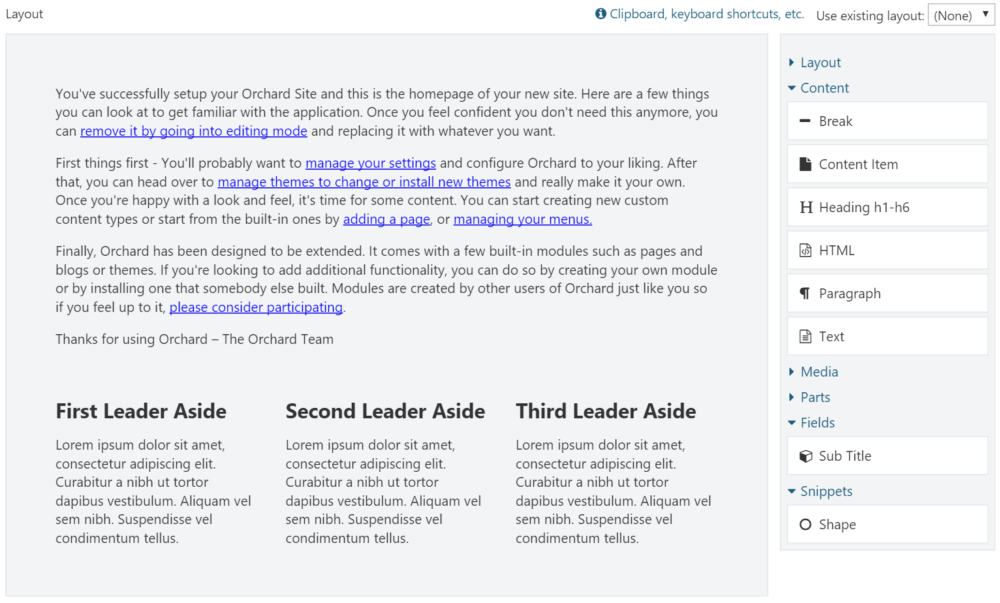 Layout
Clipboard, keyboard shortcuts, etc.
Use existing layout: (None)
You've successfully setup your Orchard Site and this is the homepage of your new site. Here are a few things
you can look at to get familiar with the application. Once you feel confident you don't need this anymore, you
can remove it by going into editing mode and replacing it with whatever you want.
First things first - You'll probably want to manage your settings and configure Orchard to your liking. After
that, you can head over to manage themes to change or install new themes and really make it your own.
Once you're happy with a look and feel, it's time for some content. You can start creating new custom
content types or start from the built-in ones by adding a page, or managing your menus.
Finally, Orchard has been designed to be extended. It comes with a few built-in modules such as pages and
blogs or themes. If you're looking to add additional functionality, you can do so by creating your own module
or by installing one that somebody else built. Modules are created by other users of Orchard just like you so
if you feel up to it, please consider participating.
Thanks for using Orchard – The Orchard Team
First Leader Aside
Lorem ipsum dolor sit amet,
consectetur adipiscing elit.
Curabitur a nibh ut tortor
dapibus vestibulum. Aliquam vel
sem nibh. Suspendisse vel
condimentum tellus.
Second Leader Aside
Lorem ipsum dolor sit amet,
consectetur adipiscing elit.
Curabitur a nibh ut tortor
dapibus vestibulum. Aliquam vel
sem nibh. Suspendisse vel
condimentum tellus.
Third Leader Aside
Lorem ipsum dolor sit amet,
consectetur adipiscing elit.
Curabitur a nibh ut tortor
dapibus vestibulum. Aliquam vel
sem nibh. Suspendisse vel
condimentum tellus.
Layout
Content
Break
Content Item
Heading h1-h6
HTML
Paragraph
Text
Media
Parts
Fields
Sub Title
Snippets
Shape